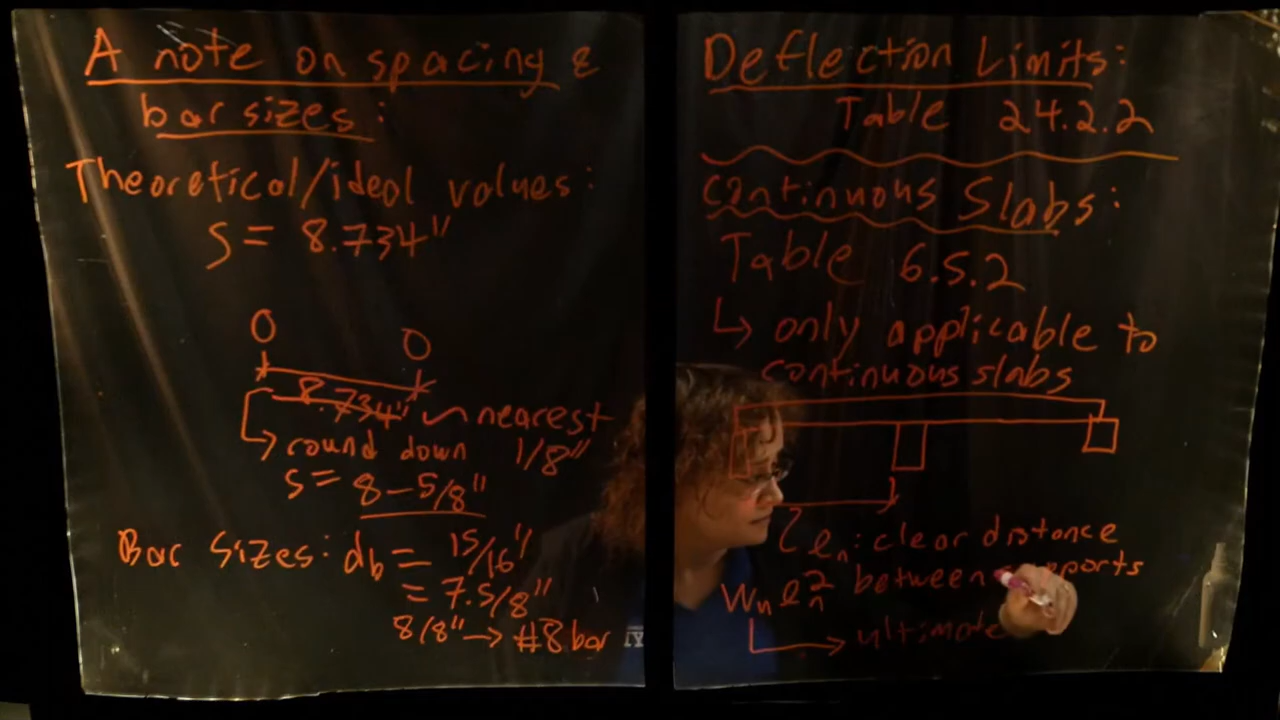 A note on spacing &
bar sizes:
Theoretical/ideal values:
s = 8.734"
8.734" nearest
round down 1/8"
s = 8-5/8"
Bar Sizes: db = 15/16"
= 7.5/8"
8/8" → #8 bar
Deflection Limits:
Table 24.2.2
Continuous Slabs:
Table 6.5.2
↳ only applicable to
continuous slabs
ℓn: clear distance
between supports
Wu ℓn²
ultimate